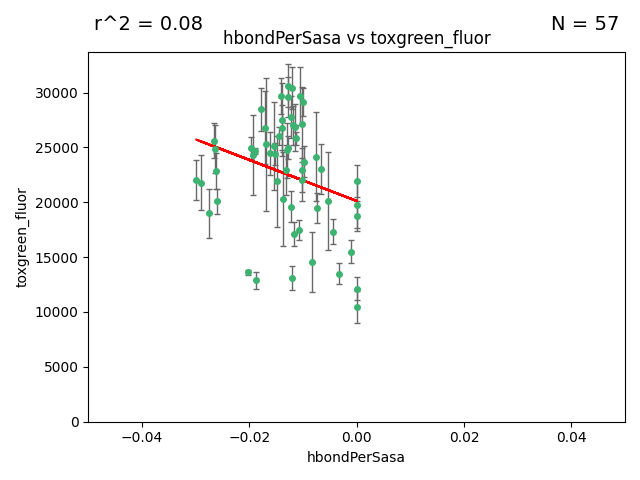 r^2 = 0.08
N = 57
hbondPerSasa vs toxgreen_fluor
30000
25000
20000
15000
10000
5000
0
toxgreen_fluor
−0.04
−0.02
0.00
0.02
0.04
hbondPerSasa